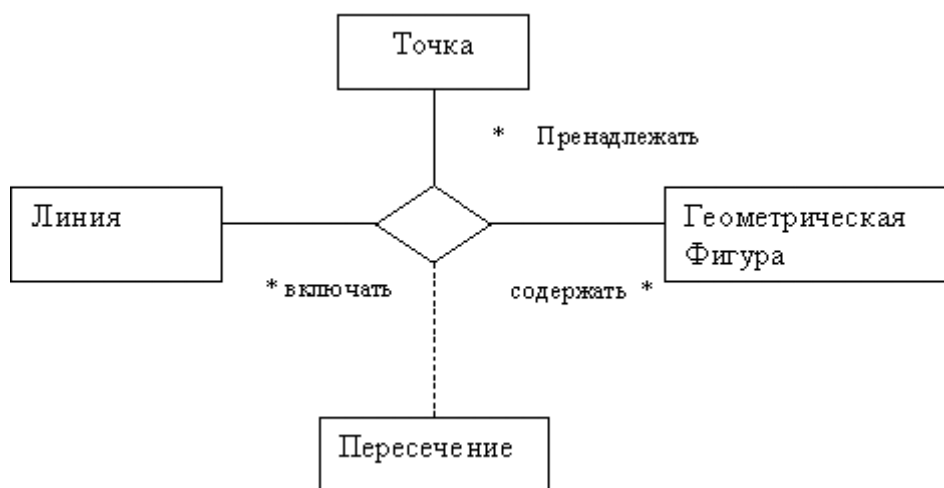 Точка
* Пренадлежать
Линия
Геометрическая
Фигура
* включать
содержать *
Пересечение